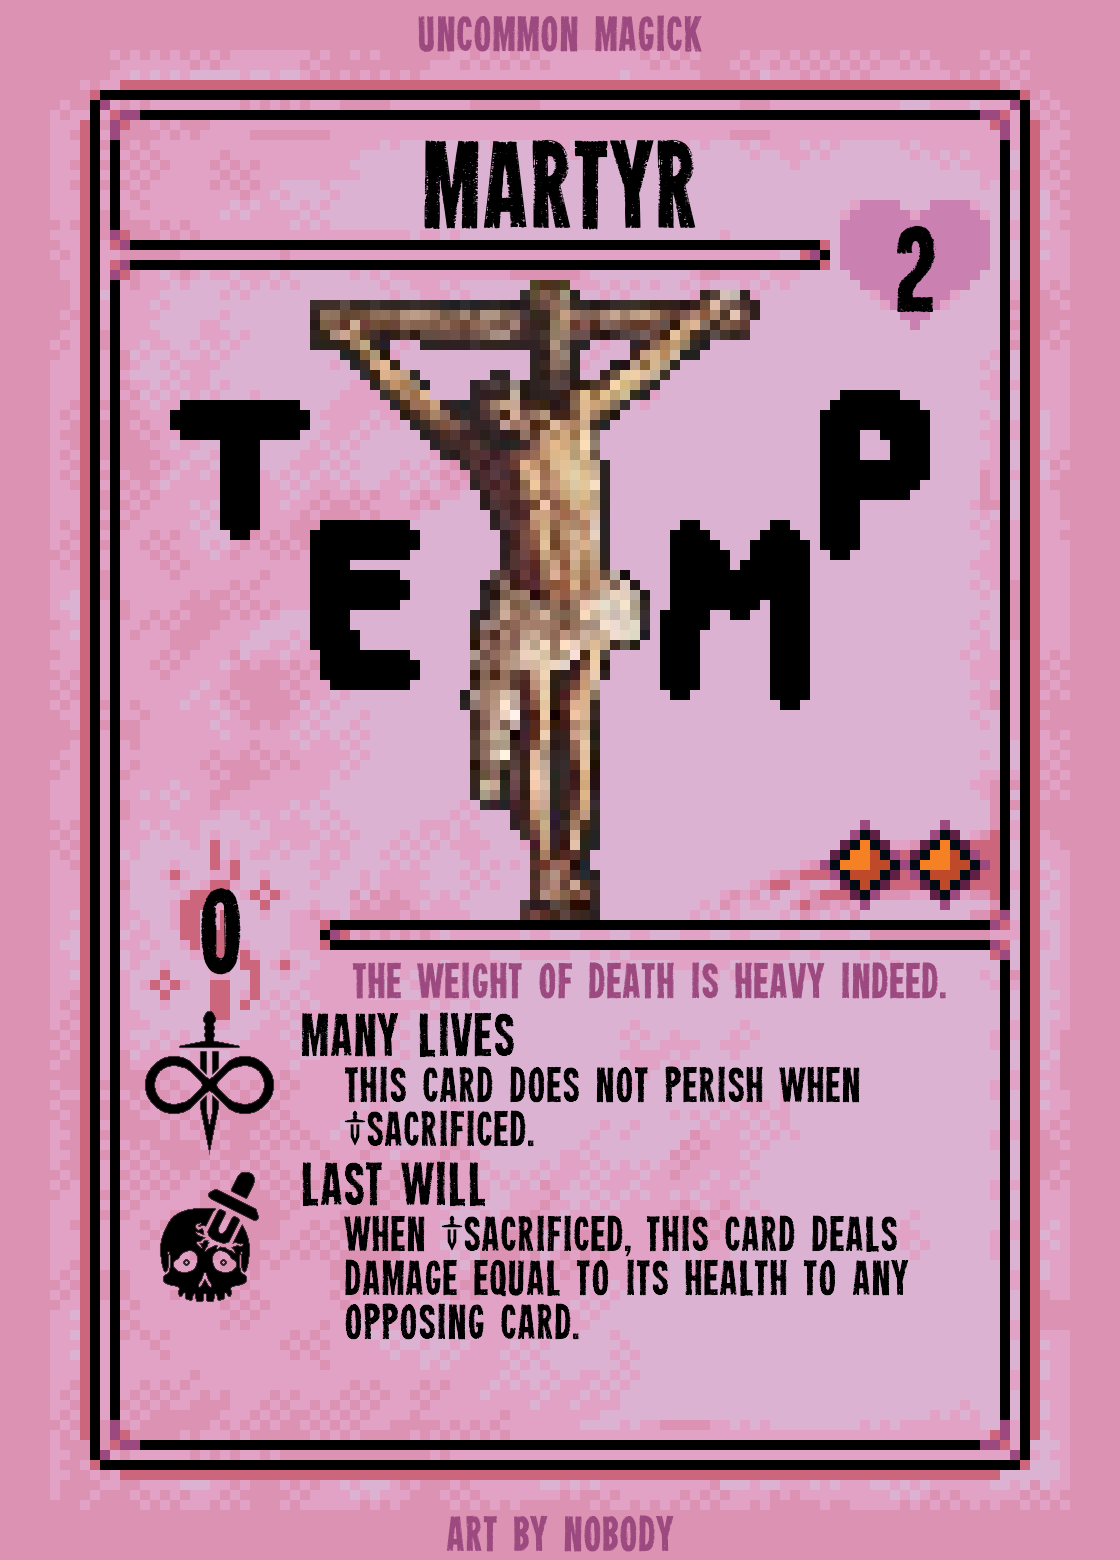 UNCOMMON MAGICK
MARTYR
2
TEMP
0
THE WEIGHT OF DEATH IS HEAVY INDEED.
MANY LIVES
THIS CARD DOES NOT PERISH WHEN
SACRIFICED.
LAST WILL
WHEN SACRIFICED, THIS CARD DEALS
DAMAGE EQUAL TO ITS HEALTH TO ANY
OPPOSING CARD.
ART BY NOBODY